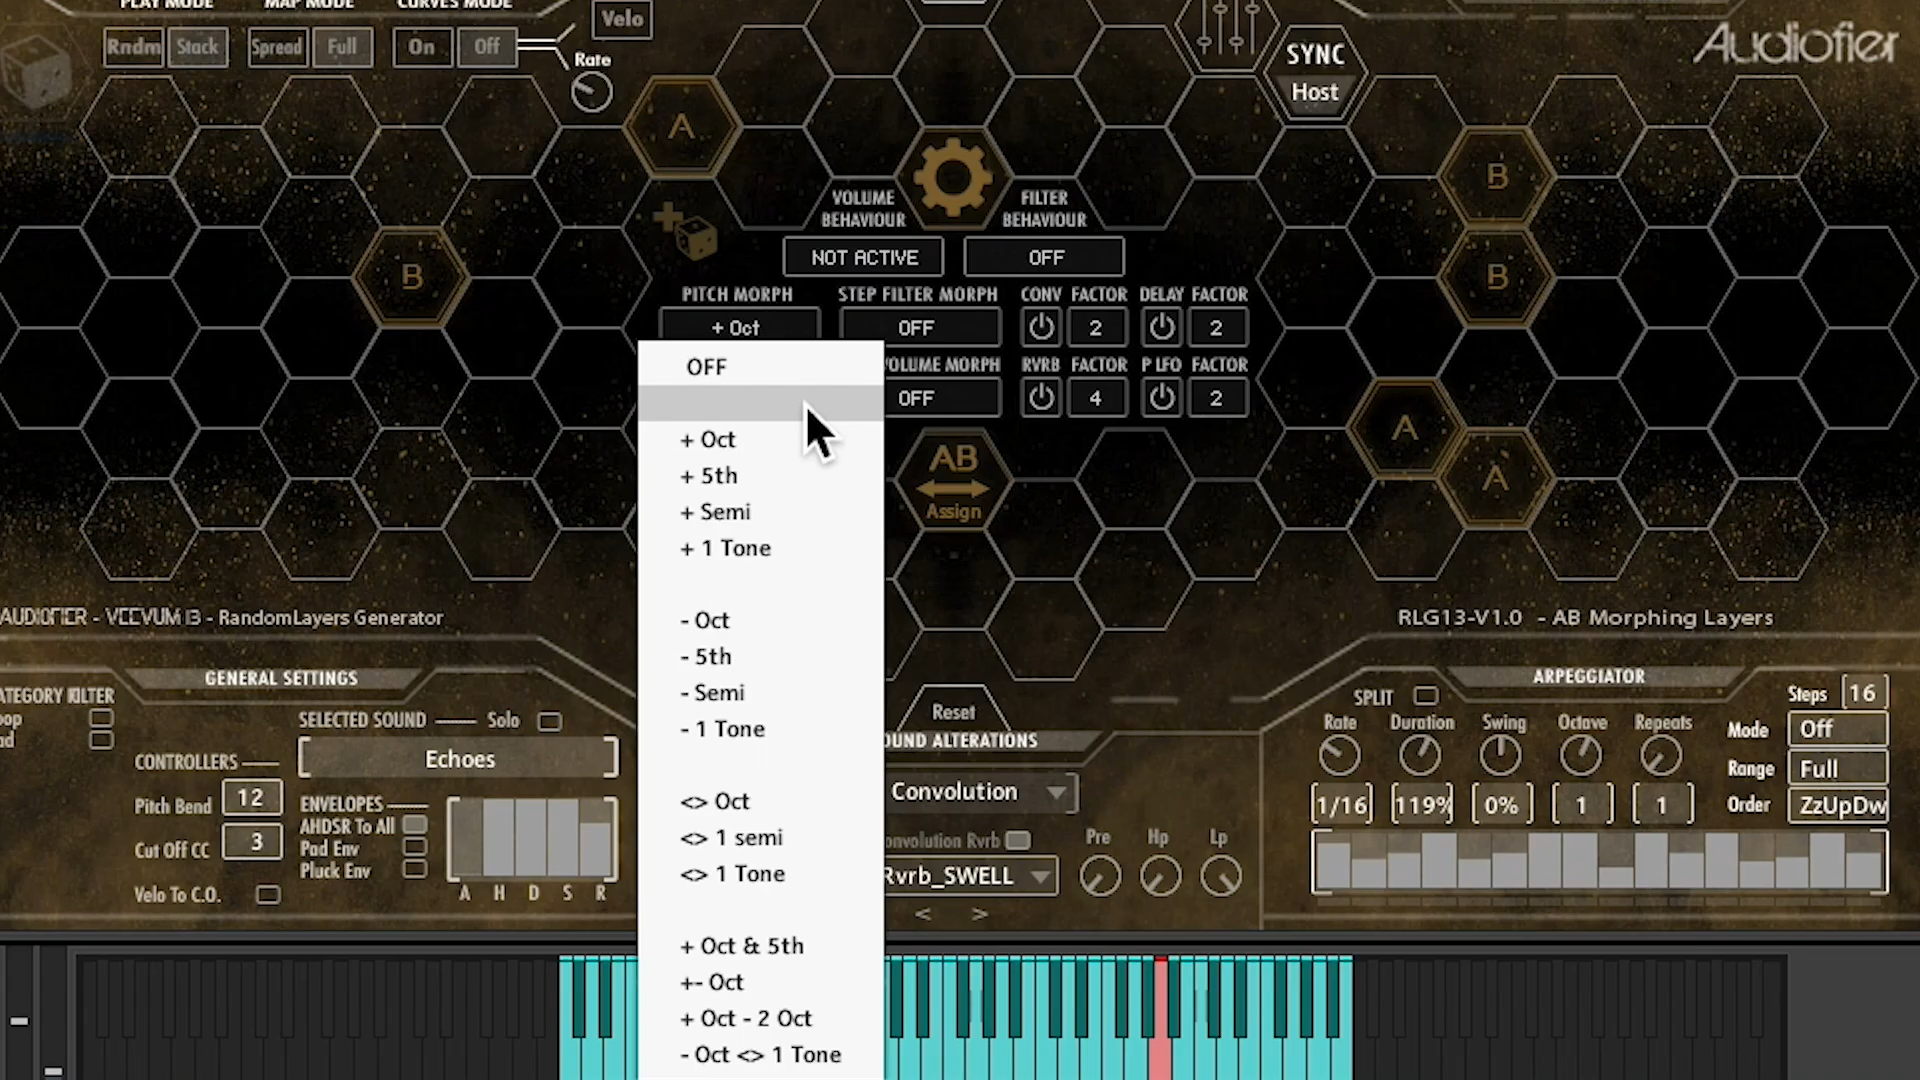 PLAY MODE
MAP MODE
CURVES MODE
Rndm
Stack
Spread
Full
On
Off
Velo
Rate
SYNC
Host
Audiofier
A
B
B
B
A
A
VOLUME
BEHAVIOUR
FILTER
BEHAVIOUR
NOT ACTIVE
OFF
PITCH MORPH
STEP FILTER MORPH
CONV
FACTOR
DELAY
FACTOR
+ Oct
OFF
2
2
VOLUME MORPH
RVRB
FACTOR
P LFO
FACTOR
OFF
4
2
OFF
+ Oct
+ 5th
+ Semi
+ 1 Tone
- Oct
- 5th
- Semi
- 1 Tone
<> Oct
<> 1 semi
<> 1 Tone
+ Oct & 5th
+- Oct
+ Oct - 2 Oct
- Oct <> 1 Tone
AB
Assign
AUDIOFIER - VEEVUM 13 - RandomLayers Generator
RLG13-V1.0 - AB Morphing Layers
GENERAL SETTINGS
ATEGORY FILTER
oop
ad
SELECTED SOUND
Solo
Echoes
CONTROLLERS
Pitch Bend
12
Cut Off CC
3
Velo To C.O.
ENVELOPES
AHDSR To All
Pad Env
Pluck Env
A H D S R
Reset
OUND ALTERATIONS
Convolution
onvolution Rvrb
Pre
Hp
Lp
Rvrb_SWELL
< >
ARPEGGIATOR
SPLIT
Steps
16
Rate
Duration
Swing
Octave
Repeats
Mode
Off
Range
Full
Order
ZzUpDw
1/16
119%
0%
1
1